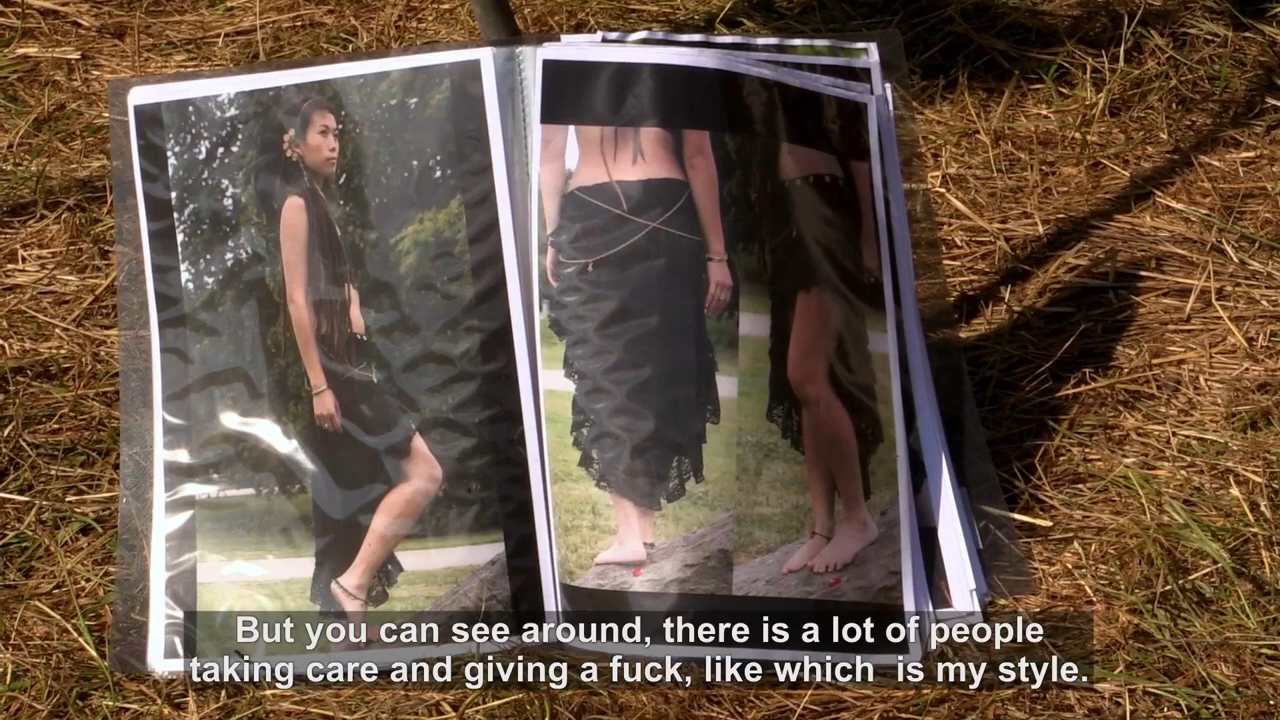 But you can see around, there is a lot of people
taking care and giving a fuck, like which  is my style.